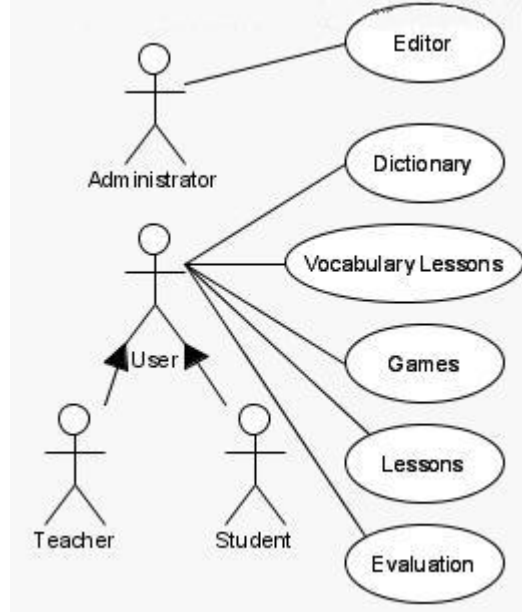 Editor
Administrator
Dictionary
Vocabulary Lessons
User
Games
Lessons
Teacher
Student
Evaluation